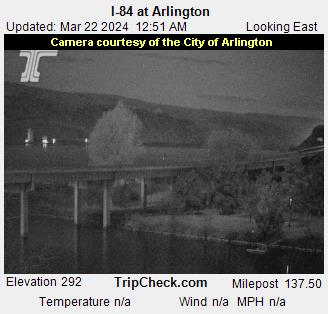 I-84 at Arlington
Updated: Mar 22 2024 12:51 AM Looking East
Camera courtesy of the City of Arlington
Elevation 292 TripCheck.com Milepost 137.50
Temperature n/a Wind n/a MPH n/a